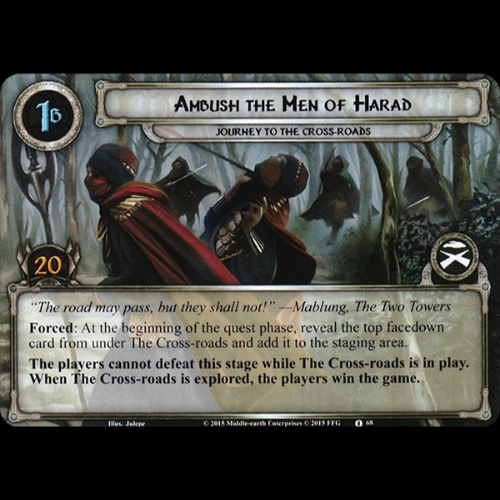 1B
AMBUSH THE MEN OF HARAD
JOURNEY TO THE CROSS-ROADS
20
“The road may pass, but they shall not!” —Mablung, The Two Towers
Forced: At the beginning of the quest phase, reveal the top facedown
card from under The Cross-roads and add it to the staging area.
The players cannot defeat this stage while The Cross-roads is in play.
When The Cross-roads is explored, the players win the game.
Illus. Julepe © 2015 Middle-earth Enterprises © 2015 FFG 68